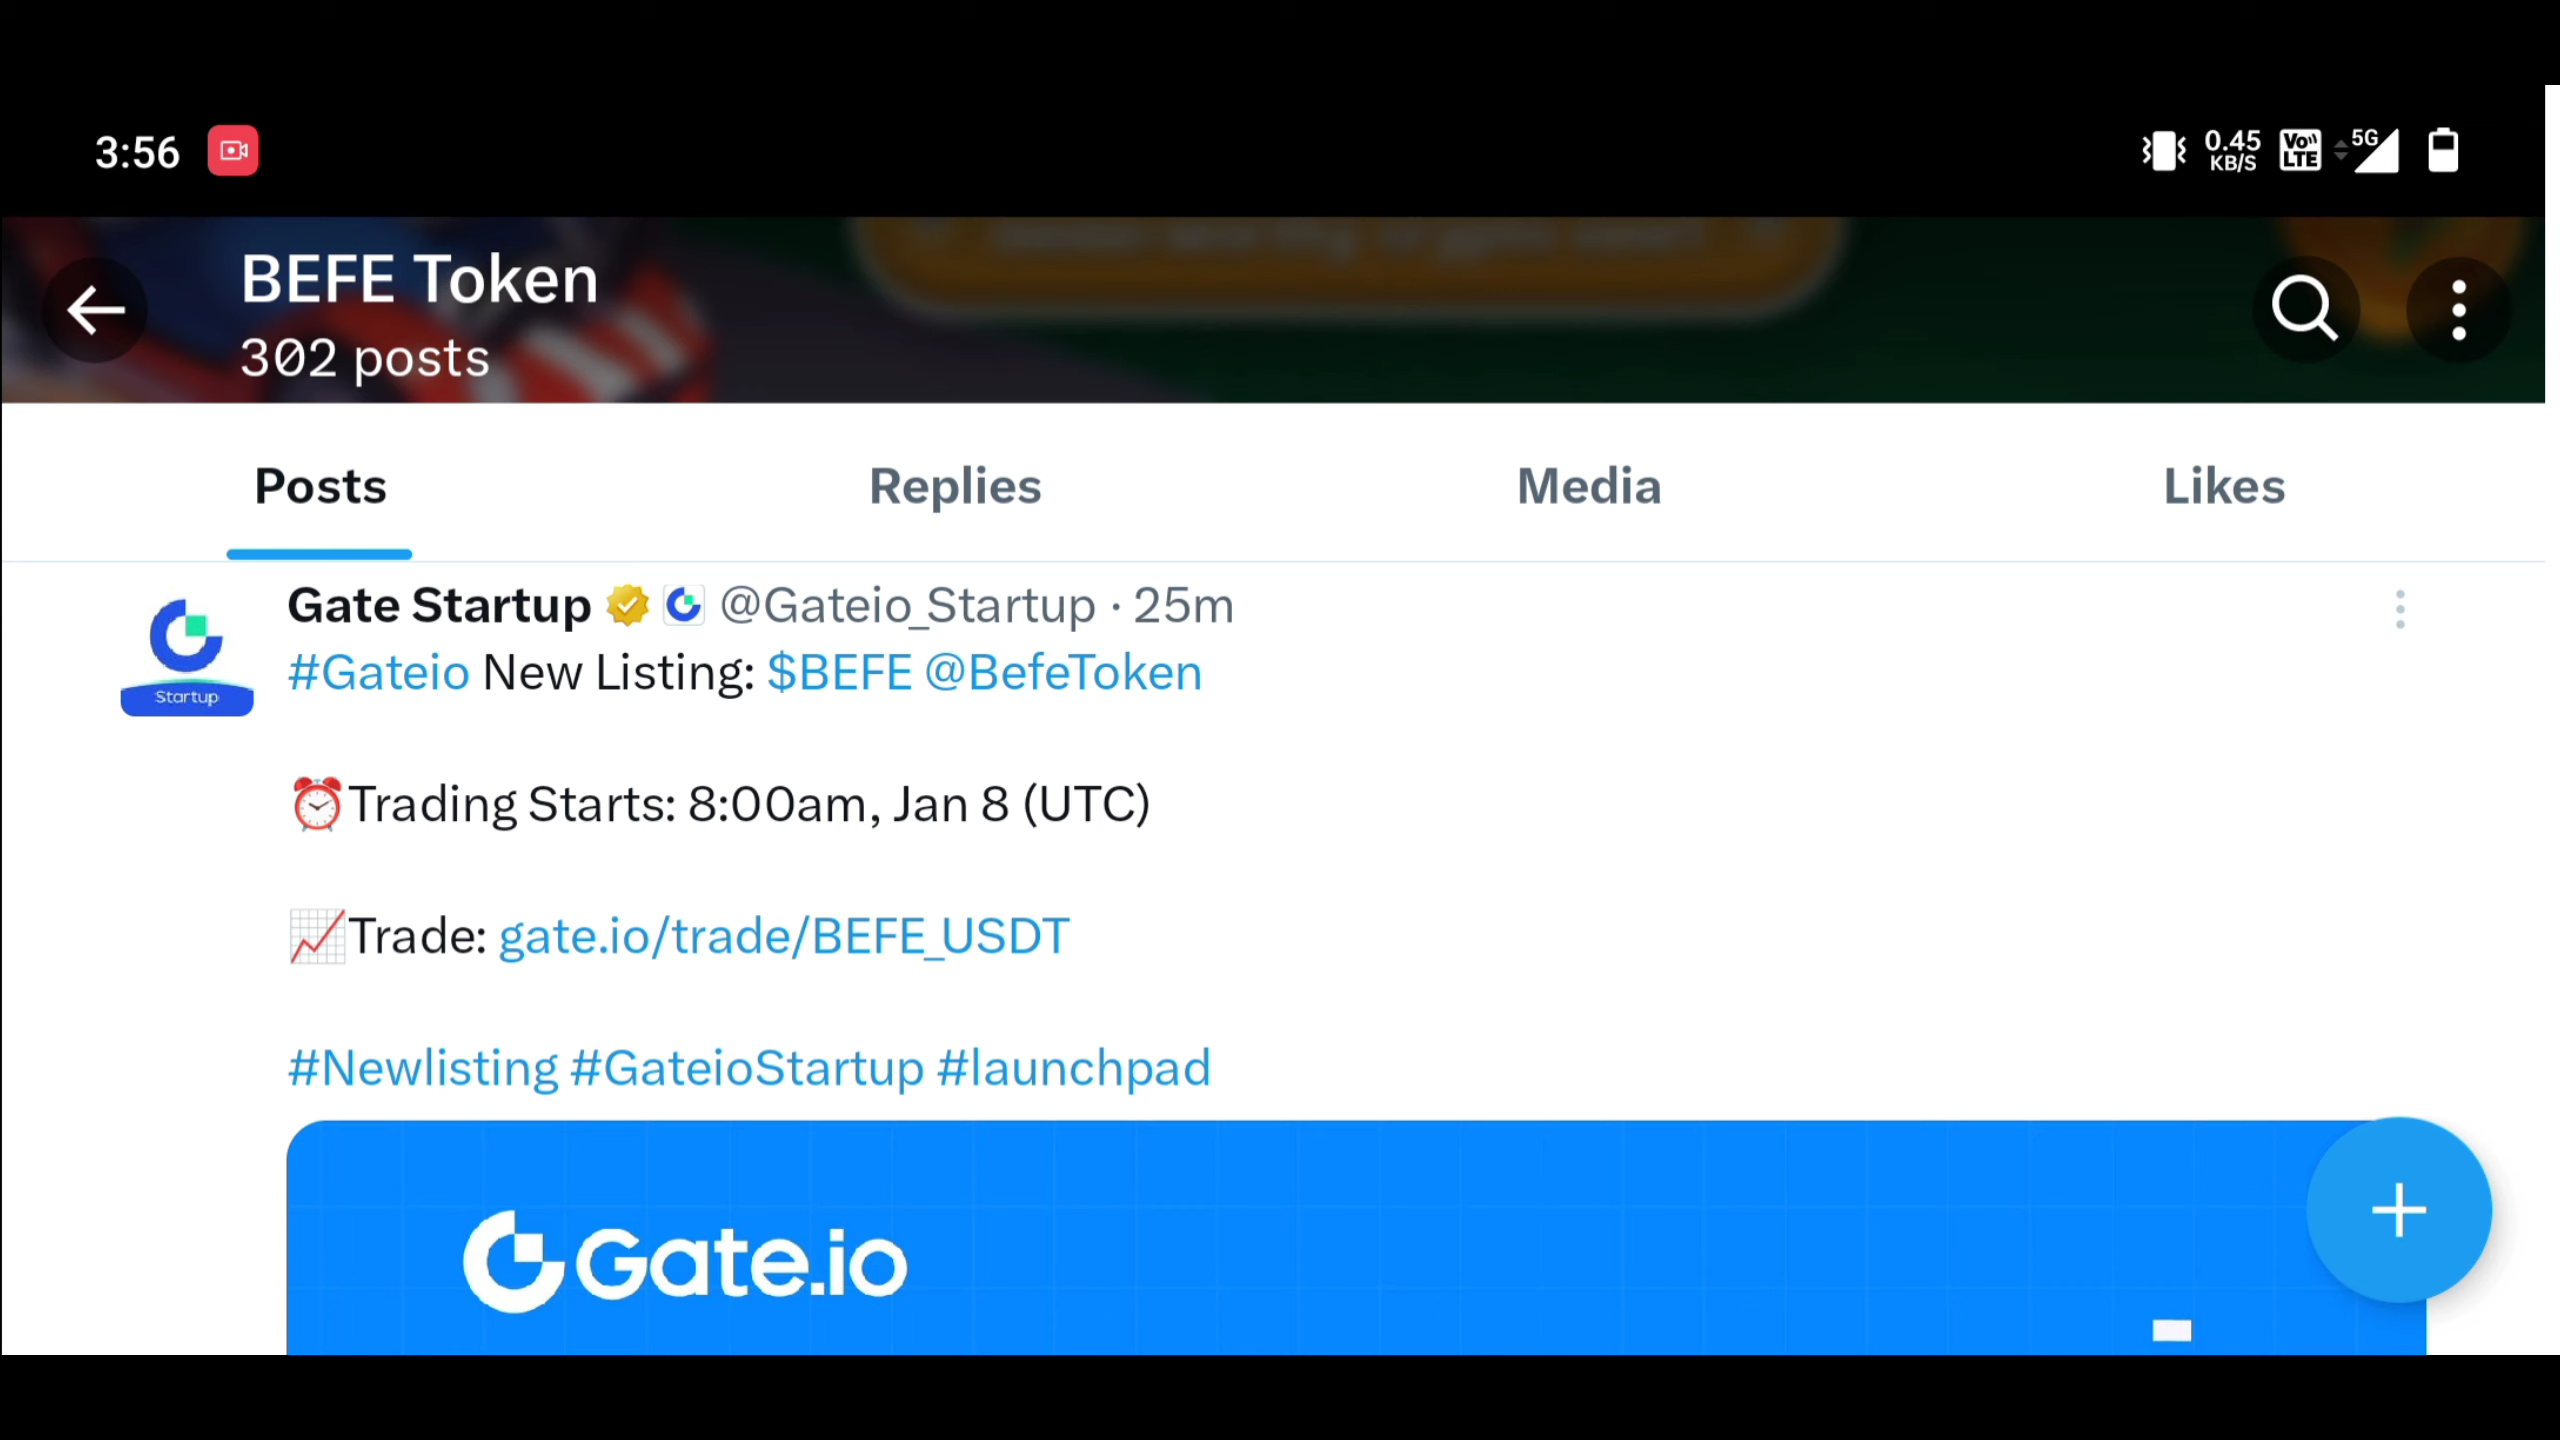 3:56
0.45
KB/S
Vo
LTE
5G
BEFE Token
302 posts
Posts
Replies
Media
Likes
Gate Startup @Gateio_Startup · 25m
Startup
#Gateio New Listing: $BEFE @BefeToken
⏰Trading Starts: 8:00am, Jan 8 (UTC)
📈Trade: gate.io/trade/BEFE_USDT
#Newlisting #GateioStartup #launchpad
Gate.io